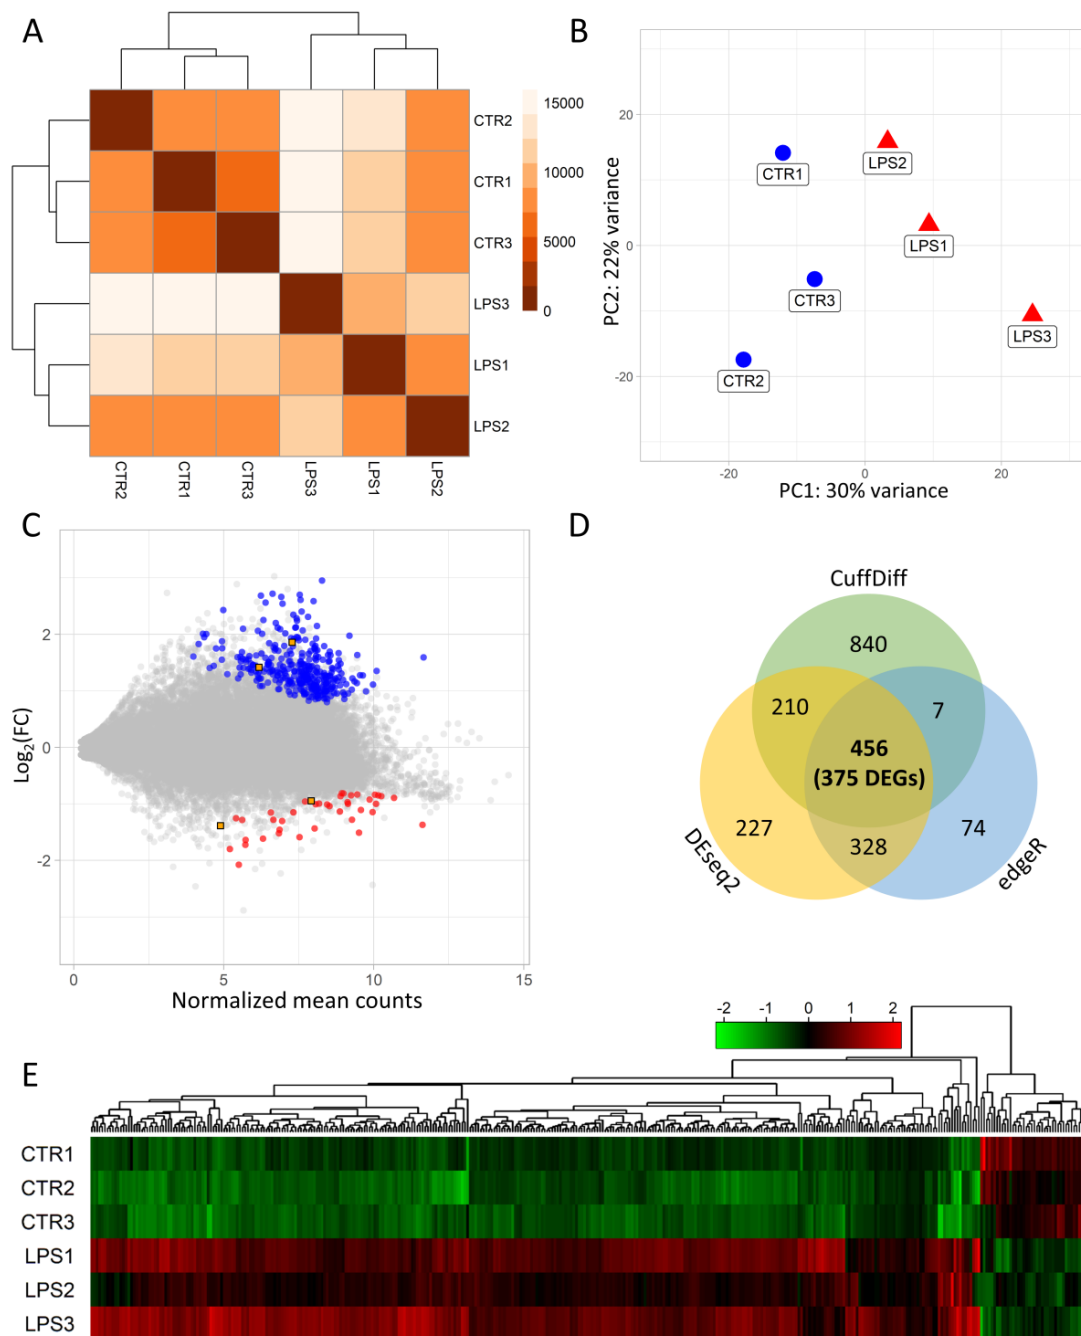 A
CTR2
CTR1
CTR3
LPS3
LPS1
LPS2
15000
10000
5000
0
CTR2
CTR1
CTR3
LPS3
LPS1
LPS2
B
20
0
-20
PC2: 22% variance
CTR1
LPS2
LPS1
CTR3
LPS3
CTR2
-20
0
20
PC1: 30% variance
C
2
0
-2
Log2(FC)
0
5
10
15
Normalized mean counts
D
CuffDiff
840
210
7
456
(375 DEGs)
227
328
74
DEseq2
edgeR
-2
-1
0
1
2
E
CTR1
CTR2
CTR3
LPS1
LPS2
LPS3